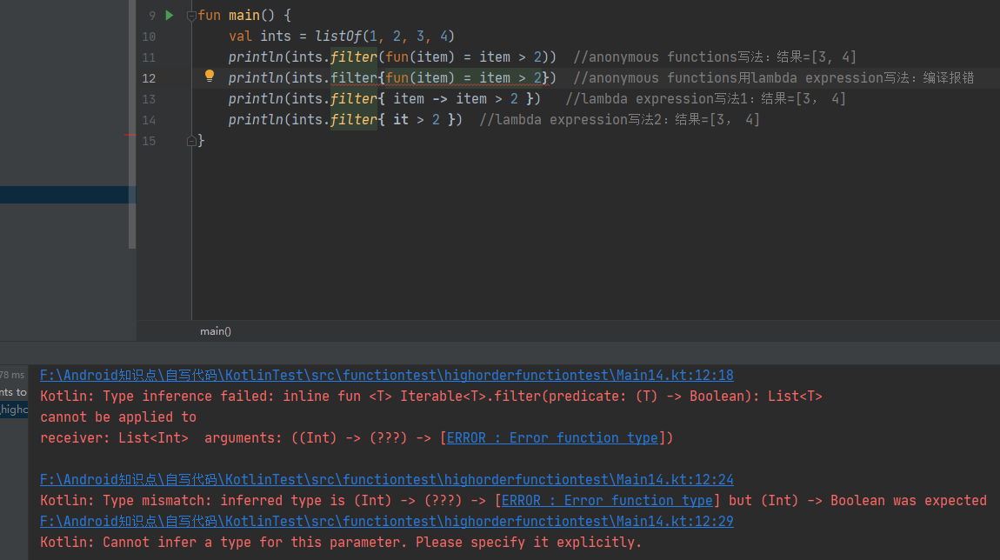 9 fun main() {
10 val ints = listOf(1, 2, 3, 4)
11 println(ints.filter(fun(item) = item > 2)) //anonymous functions写法：结果=[3, 4]
12 println(ints.filter{fun(item) = item > 2}) //anonymous functions用lambda expression写法：编译报错
13 println(ints.filter{ item -> item > 2 }) //lambda expression写法1：结果=[3， 4]
14 println(ints.filter{ it > 2 }) //lambda expression写法2：结果=[3， 4]
15 }
main()
78 ms
nts to
highc
F:\Android知识点\自写代码\KotlinTest\src\functiontest\highorderfunctiontest\Main14.kt:12:18
Kotlin: Type inference failed: inline fun <T> Iterable<T>.filter(predicate: (T) -> Boolean): List<T>
cannot be applied to
receiver: List<Int>  arguments: ((Int) -> (???) -> [ERROR : Error function type])
F:\Android知识点\自写代码\KotlinTest\src\functiontest\highorderfunctiontest\Main14.kt:12:24
Kotlin: Type mismatch: inferred type is (Int) -> (???) -> [ERROR : Error function type] but (Int) -> Boolean was expected
F:\Android知识点\自写代码\KotlinTest\src\functiontest\highorderfunctiontest\Main14.kt:12:29
Kotlin: Cannot infer a type for this parameter. Please specify it explicitly.